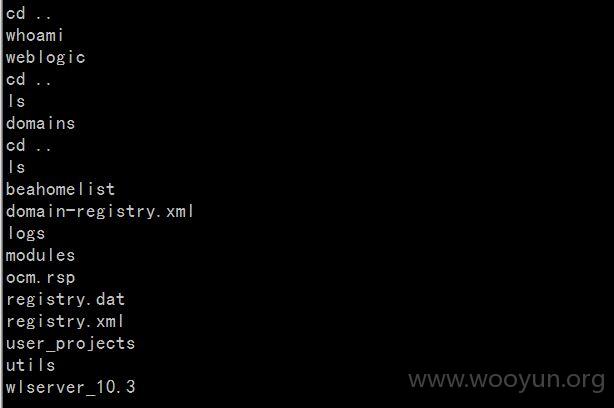 cd ..
whoami
weblogic
cd ..
ls
domains
cd ..
ls
beahomelist
domain-registry.xml
logs
modules
ocm.rsp
registry.dat
registry.xml
user_projects
utils
wlserver_10.3
www.wooyun.org